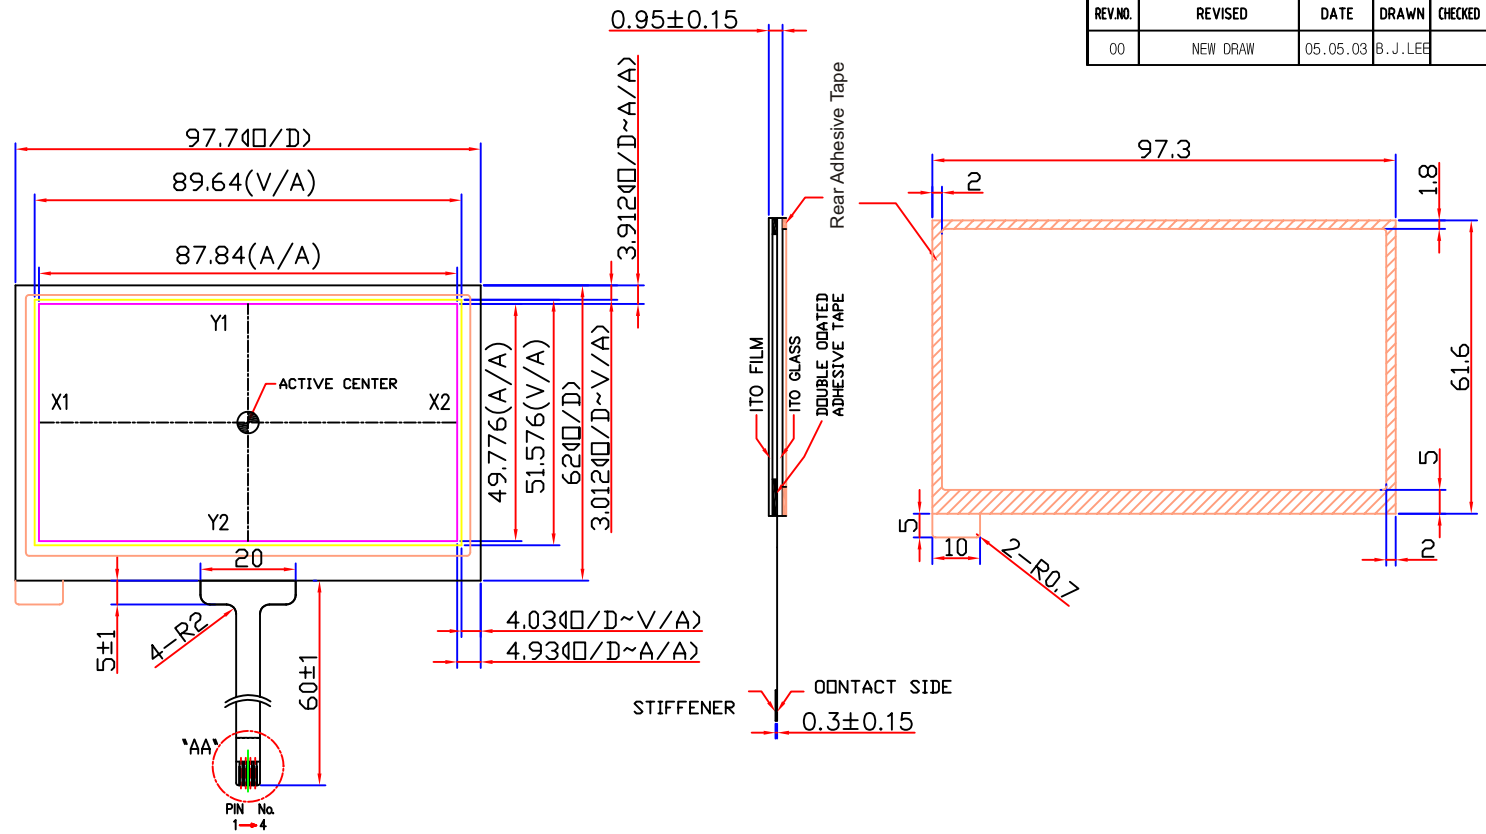 REV.NO. REVISED DATE DRAWN CHECKED
00 NEW DRAW 05.05.03 B.J.LEE
0.95±0.15
Rear Adhesive Tape
97.7(O/D)
89.64(V/A)
87.84(A/A)
3.912(O/D~A/A)
Y1
X1
X2
Y2
ACTIVE CENTER
49.776(A/A)
51.576(V/A)
62(O/D)
3.012(O/D~V/A)
20
5±1
4-R2
60±1
4.03(O/D~V/A)
4.93(O/D~A/A)
"AA"
PIN No.
1 4
ITO FILM
ITO GLASS
DOUBLE COATED
ADHESIVE TAPE
STIFFENER
CONTACT SIDE
0.3±0.15
97.3
2
1.8
61.6
5
5
10
2-R0.7
2